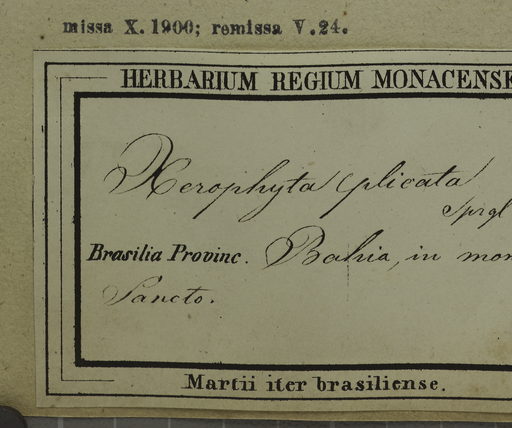 missa X. 1900; remissa V.24.
HERBARIUM REGIUM MONACENSE
Xerophyta plicata
Sprgl
Brasilia Provinc. Bahia, in mon
Sancto.
Martii iter brasiliense.